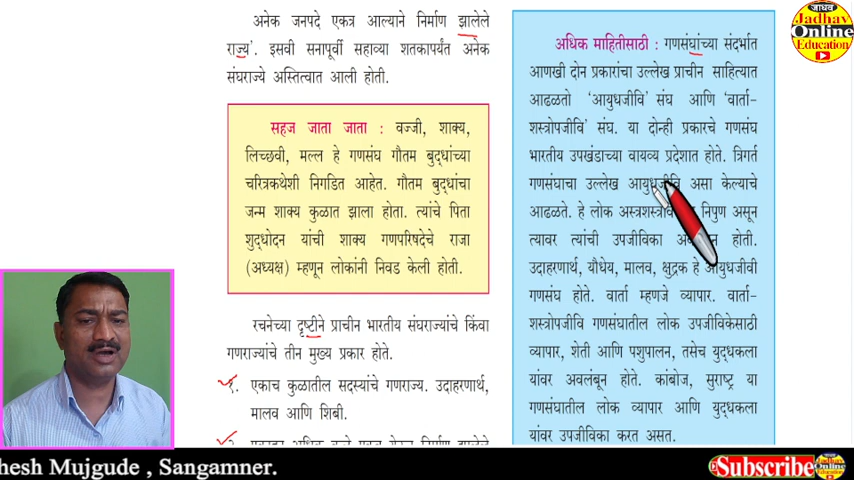 अनेक जनपदे एकत्र आल्याने निर्माण झालेले
राज्य'. इसवी सनापूर्वी सहाव्या शतकापर्यंत अनेक
संघराज्ये अस्तित्वात आली होती.
सहज जाता जाता : वज्जी, शाक्य,
लिच्छवी, मल्ल हे गणसंघ गौतम बुद्धांच्या
चरित्रकथेशी निगडित आहेत. गौतम बुद्धांचा
जन्म शाक्य कुळात झाला होता. त्यांचे पिता
शुद्धोदन यांची शाक्य गणपरिषदेचे राजा
(अध्यक्ष) म्हणून लोकांनी निवड केली होती.
रचनेच्या दृष्टीने प्राचीन भारतीय संघराज्यांचे किंवा
गणराज्यांचे तीन मुख्य प्रकार होते.
१. एकाच कुळातील सदस्यांचे गणराज्य. उदाहरणार्थ,
मालव आणि शिबी.
अधिक माहितीसाठी : गणसंघांच्या संदर्भात
आणखी दोन प्रकारांचा उल्लेख प्राचीन साहित्यात
आढळतो 'आयुधजीवि' संघ आणि 'वार्ता-
शस्त्रोपजीवि' संघ. या दोन्ही प्रकारचे गणसंघ
भारतीय उपखंडाच्या वायव्य प्रदेशात होते. त्रिगर्त
गणसंघाचा उल्लेख आयुधजीवि असा केल्याचे
आढळते. हे लोक निपुण असून
त्यावर त्यांची उपजीविका होती.
उदाहरणार्थ, यौधेय, मालव, क्षुद्रक हे आयुधजीवी
गणसंघ होते. वार्ता म्हणजे व्यापार. वार्ता-
शस्त्रोपजीवि गणसंघातील लोक उपजीविकेसाठी
व्यापार, शेती आणि पशुपालन, तसेच युद्धकला
यांवर अवलंबून होते. कांबोज, सुराष्ट्र या
गणसंघातील लोक व्यापार आणि युद्धकला
यांवर उपजीविका करत असत.
जाधव
Jadhav
Online
Education
hesh Mujgude , Sangamner.
Subscribe
Online
Education